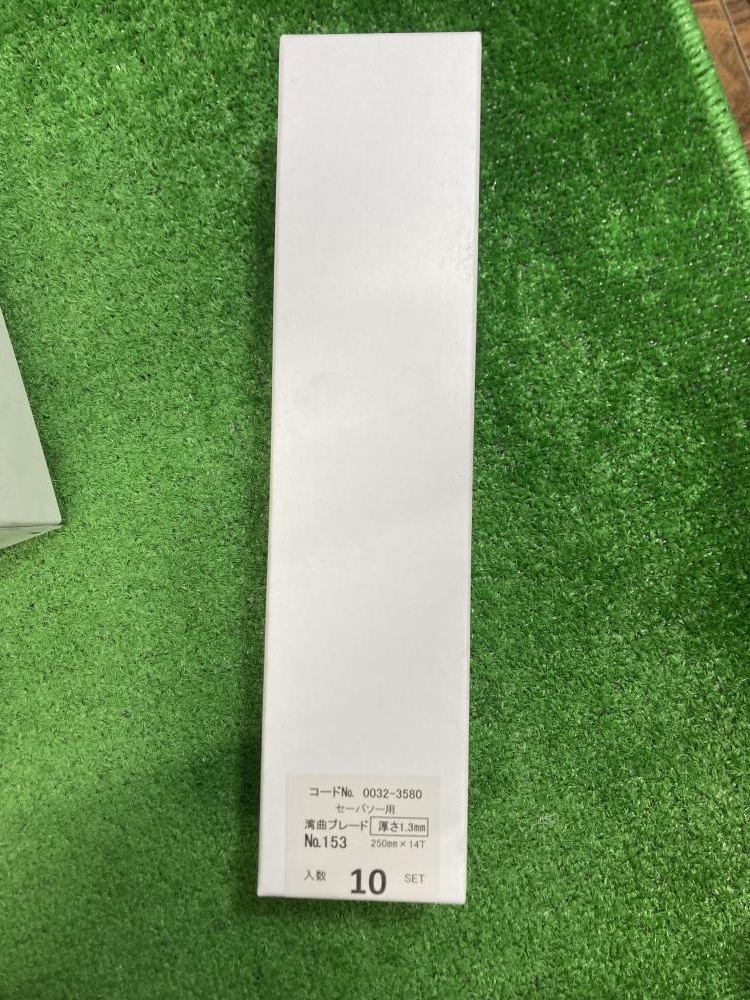 コードNo. 0032-3580
セーバソー用
湾曲ブレード 厚さ1.3mm
No.153 250mm×14T
入数 10 SET